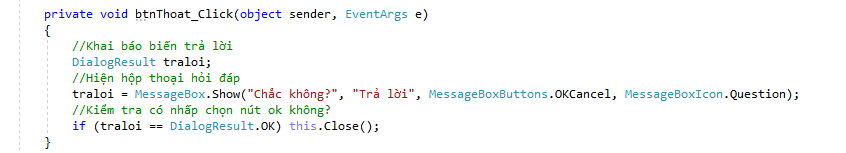 private void btnThoat_Click(object sender, EventArgs e)
{
//Khai báo biến trả lời
DialogResult traloi;
//Hiện hộp thoại hỏi đáp
traloi = MessageBox.Show("Chắc không?", "Trả lời", MessageBoxButtons.OKCancel, MessageBoxIcon.Question);
//Kiểm tra có nhấp chọn nút ok không?
if (traloi == DialogResult.OK) this.Close();
}